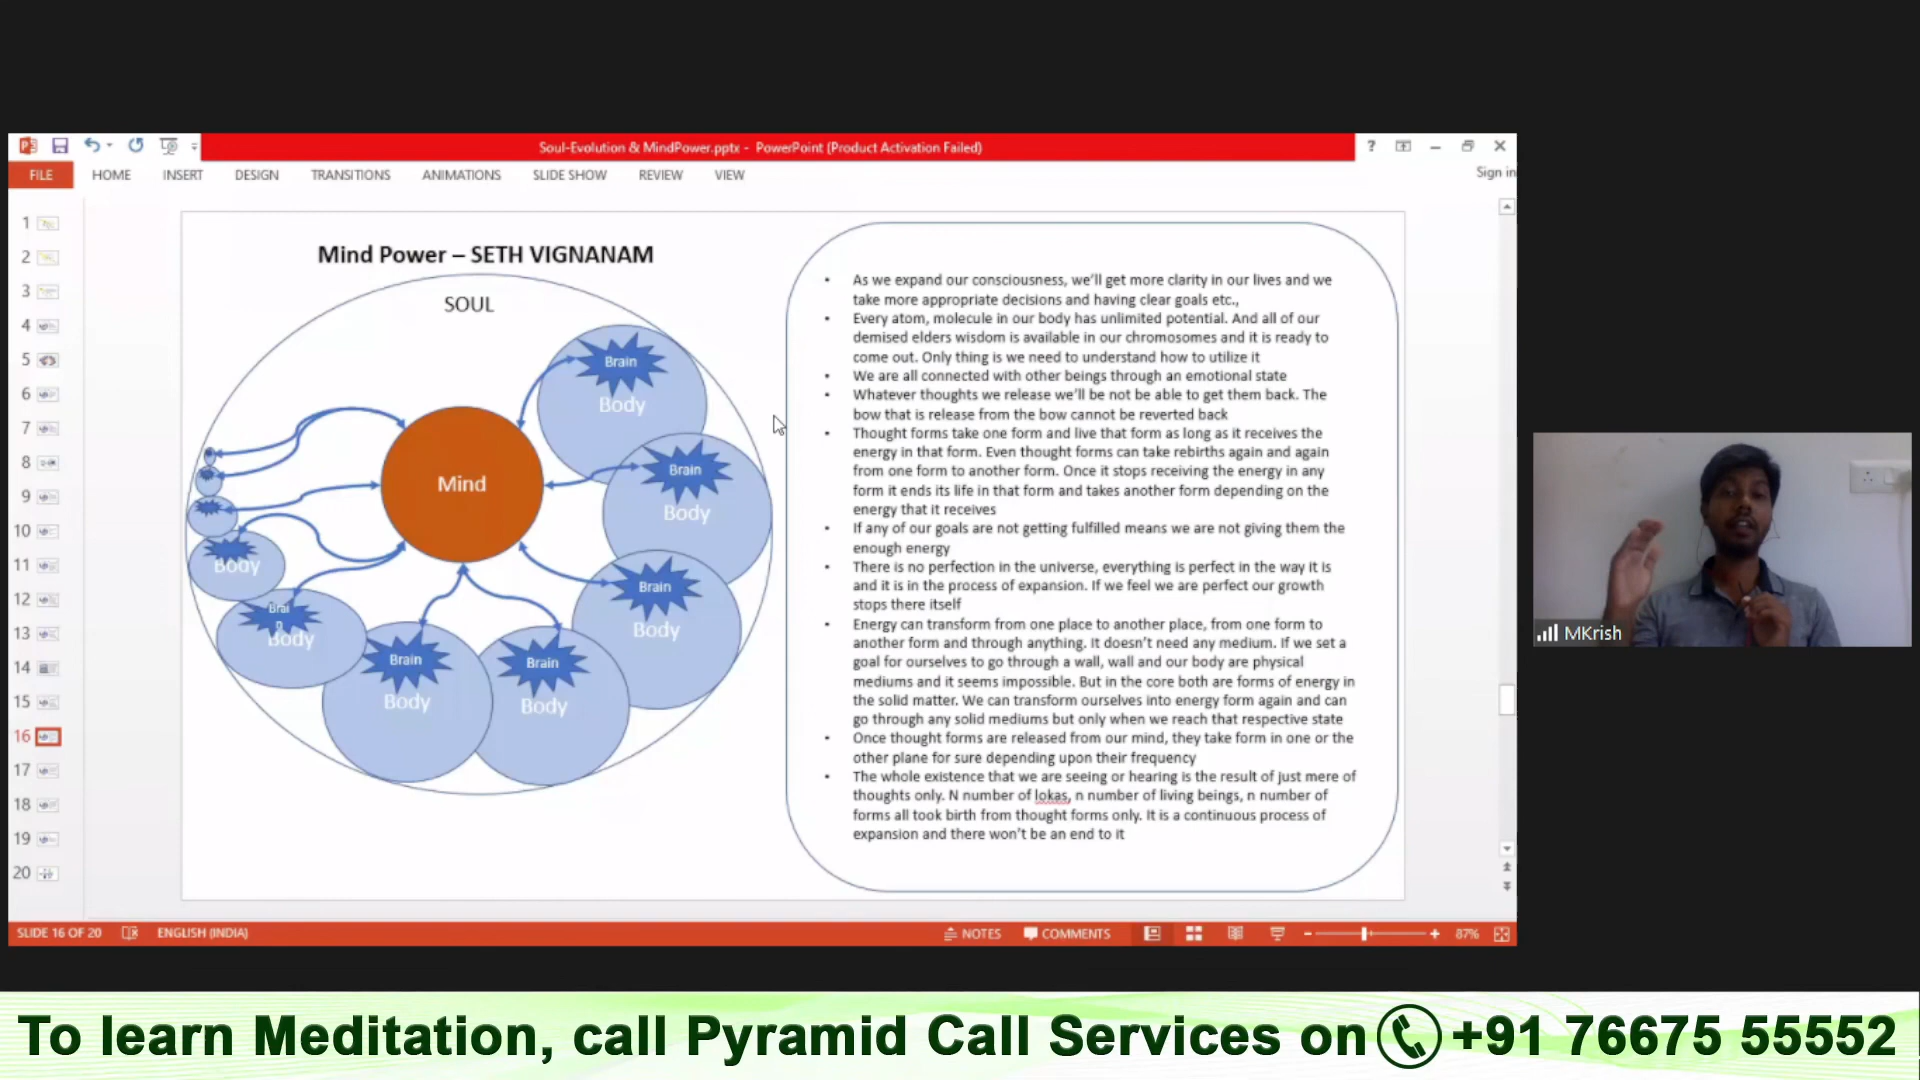 Soul-Evolution & MindPower.pptx - PowerPoint (Product Activation Failed)
?
FILE HOME INSERT DESIGN TRANSITIONS ANIMATIONS SLIDE SHOW REVIEW VIEW
Sign in
1
2
3
4
5
6
7
8
9
10
11
12
13
14
15
16
17
18
19
20
Mind Power – SETH VIGNANAM
SOUL
Brain
Body
Brain
Body
Brain
Body
Brain
Body
Brain
Body
Brai
n
Body
Body
Mind
• As we expand our consciousness, we'll get more clarity in our lives and we
take more appropriate decisions and having clear goals etc.,
• Every atom, molecule in our body has unlimited potential. And all of our
demised elders wisdom is available in our chromosomes and it is ready to
come out. Only thing is we need to understand how to utilize it
• We are all connected with other beings through an emotional state
• Whatever thoughts we release we'll be not be able to get them back. The
bow that is release from the bow cannot be reverted back
• Thought forms take one form and live that form as long as it receives the
energy in that form. Even thought forms can take rebirths again and again
from one form to another form. Once it stops receiving the energy in any
form it ends its life in that form and takes another form depending on the
energy that it receives
• If any of our goals are not getting fulfilled means we are not giving them the
enough energy
• There is no perfection in the universe, everything is perfect in the way it is
and it is in the process of expansion. If we feel we are perfect our growth
stops there itself
• Energy can transform from one place to another place, from one form to
another form and through anything. It doesn't need any medium. If we set a
goal for ourselves to go through a wall, wall and our body are physical
mediums and it seems impossible. But in the core both are forms of energy in
the solid matter. We can transform ourselves into energy form again and can
go through any solid mediums but only when we reach that respective state
• Once thought forms are released from our mind, they take form in one or the
other plane for sure depending upon their frequency
• The whole existence that we are seeing or hearing is the result of just mere of
thoughts only. N number of lokas, n number of living beings, n number of
forms all took birth from thought forms only. It is a continuous process of
expansion and there won't be an end to it
MKrish
SLIDE 16 OF 20 ENGLISH (INDIA) NOTES COMMENTS 87%
To learn Meditation, call Pyramid Call Services on +91 76675 55552